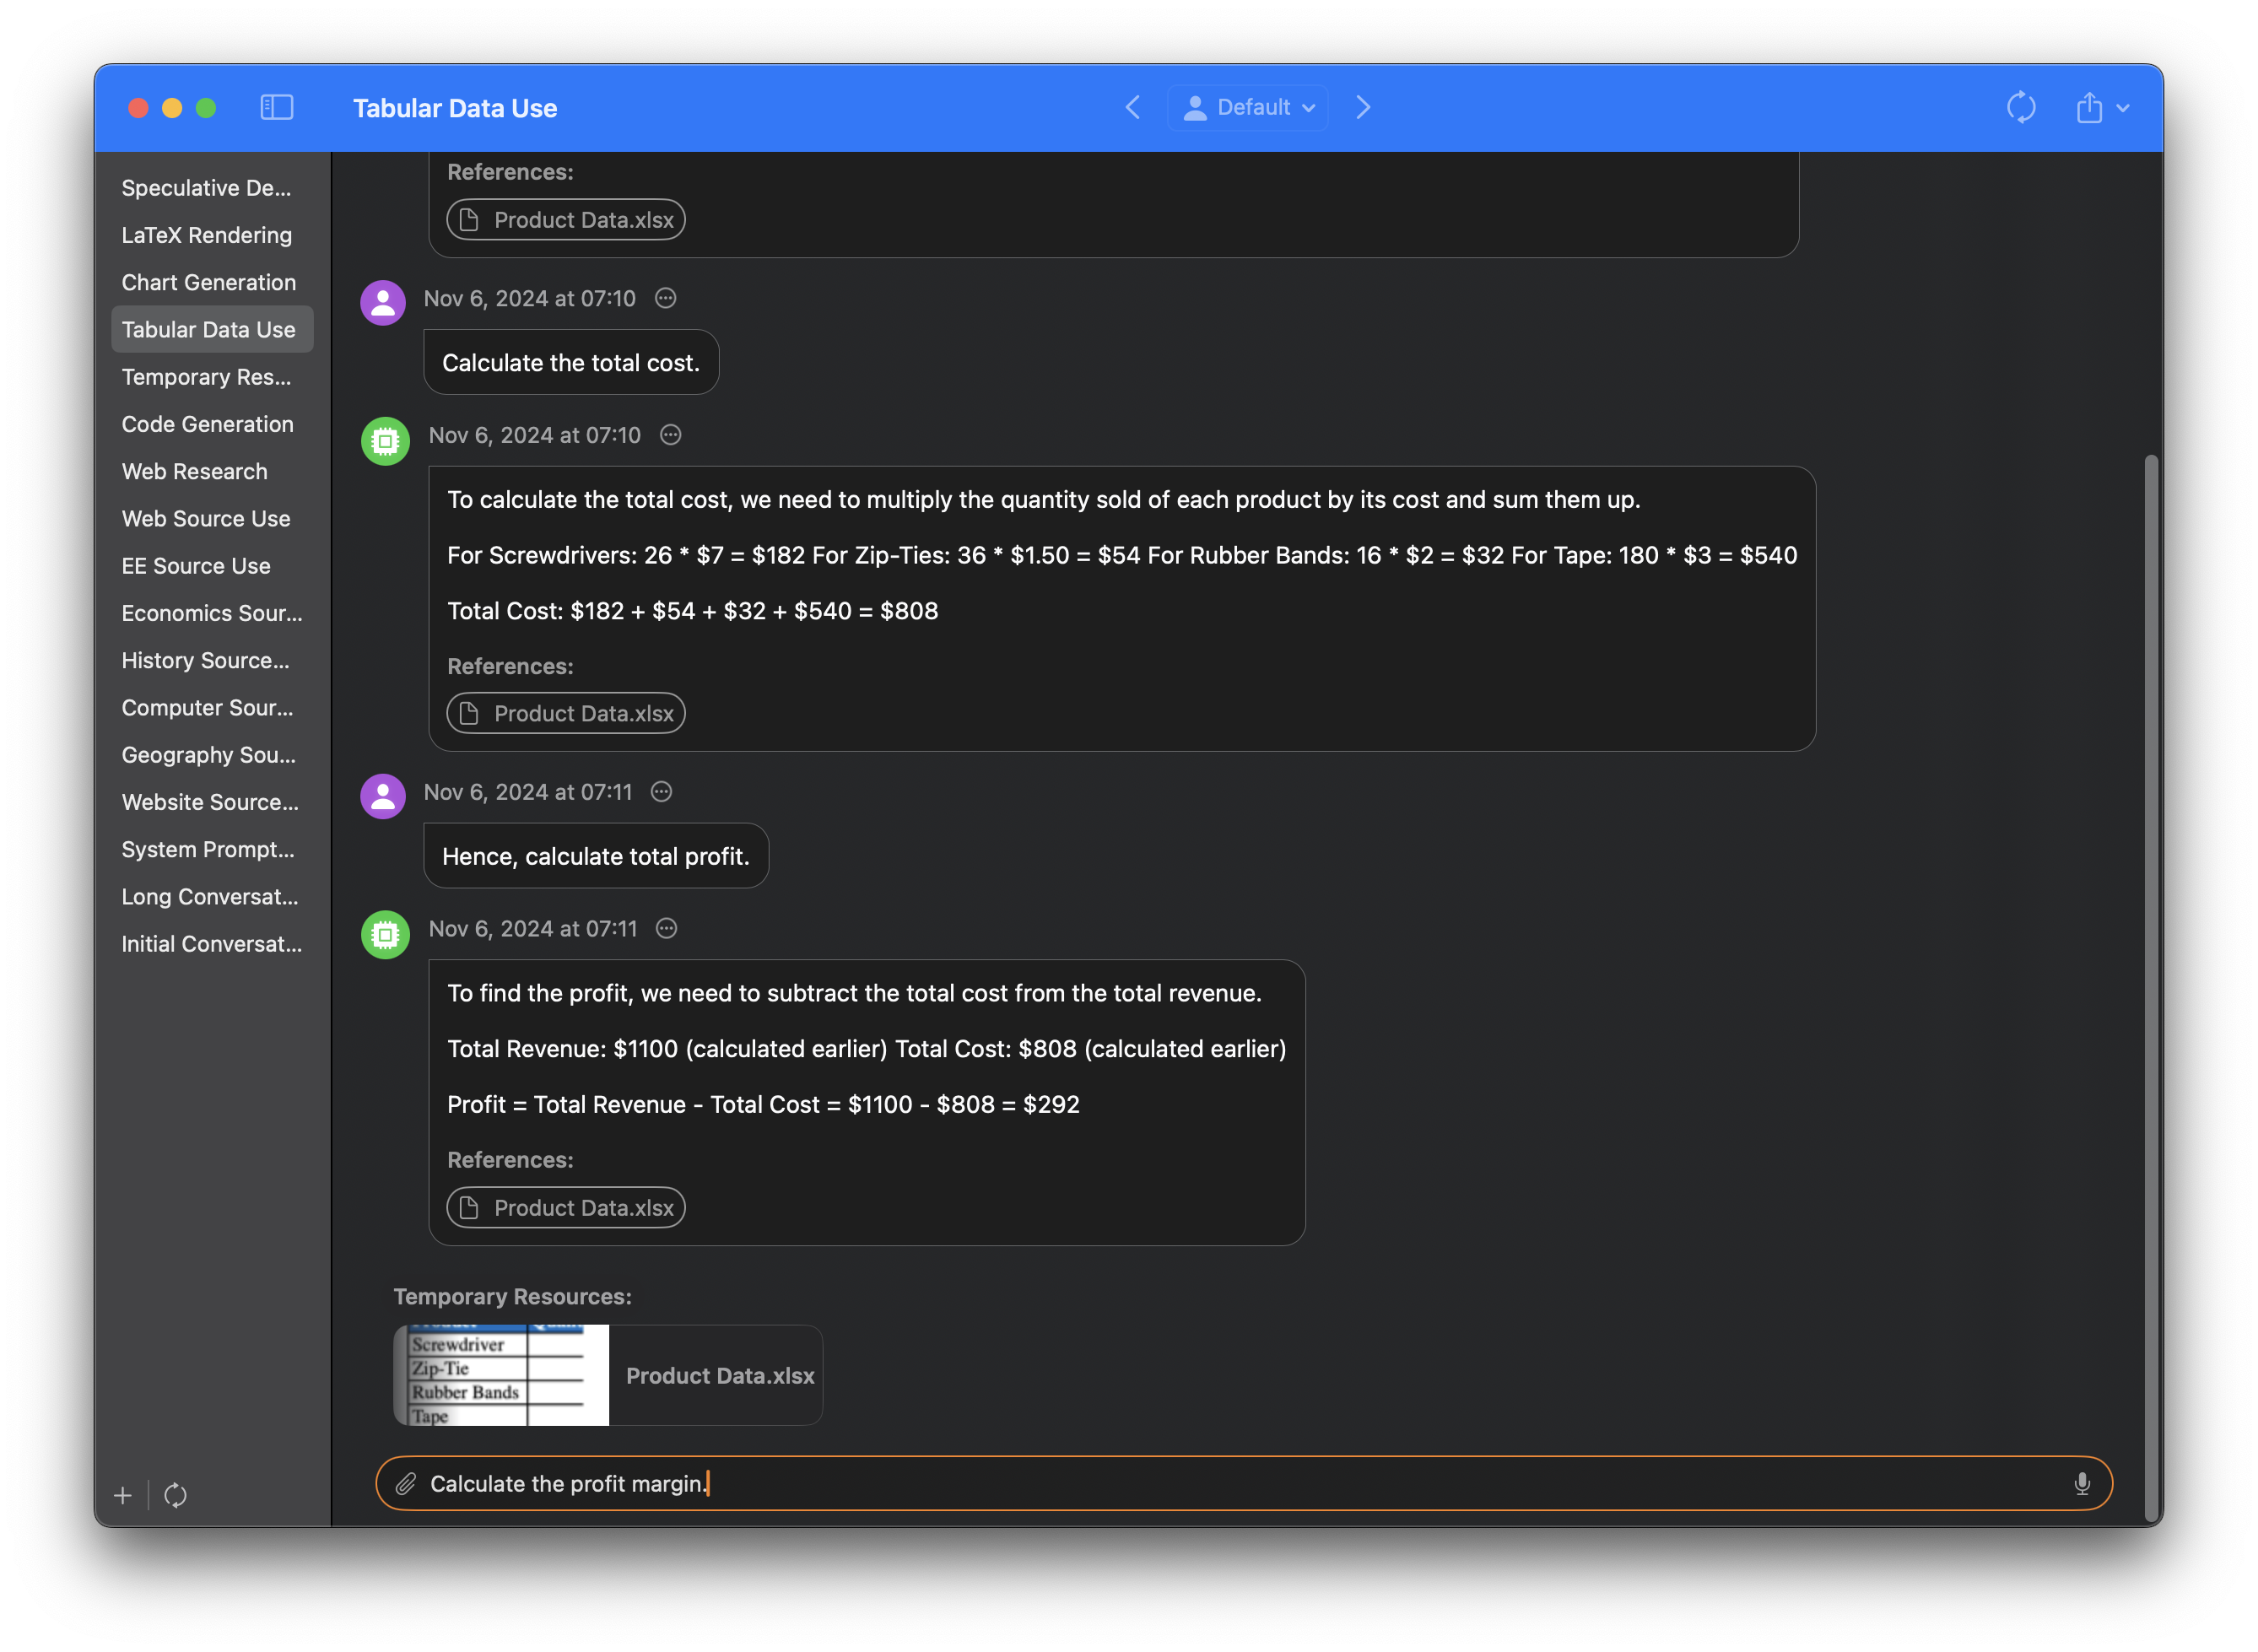 Tabular Data Use
Default
Speculative De...
LaTeX Rendering
Chart Generation
Tabular Data Use
Temporary Res...
Code Generation
Web Research
Web Source Use
EE Source Use
Economics Sour...
History Source...
Computer Sour...
Geography Sou...
Website Source...
System Prompt...
Long Conversat...
Initial Conversat...
References:
Product Data.xlsx
Nov 6, 2024 at 07:10
Calculate the total cost.
Nov 6, 2024 at 07:10
To calculate the total cost, we need to multiply the quantity sold of each product by its cost and sum them up.
For Screwdrivers: 26 * $7 = $182 For Zip-Ties: 36 * $1.50 = $54 For Rubber Bands: 16 * $2 = $32 For Tape: 180 * $3 = $540
Total Cost: $182 + $54 + $32 + $540 = $808
References:
Product Data.xlsx
Nov 6, 2024 at 07:11
Hence, calculate total profit.
Nov 6, 2024 at 07:11
To find the profit, we need to subtract the total cost from the total revenue.
Total Revenue: $1100 (calculated earlier) Total Cost: $808 (calculated earlier)
Profit = Total Revenue - Total Cost = $1100 - $808 = $292
References:
Product Data.xlsx
Temporary Resources:
Screwdriver
Zip-Tie
Rubber Bands
Tape
Product Data.xlsx
Calculate the profit margin.